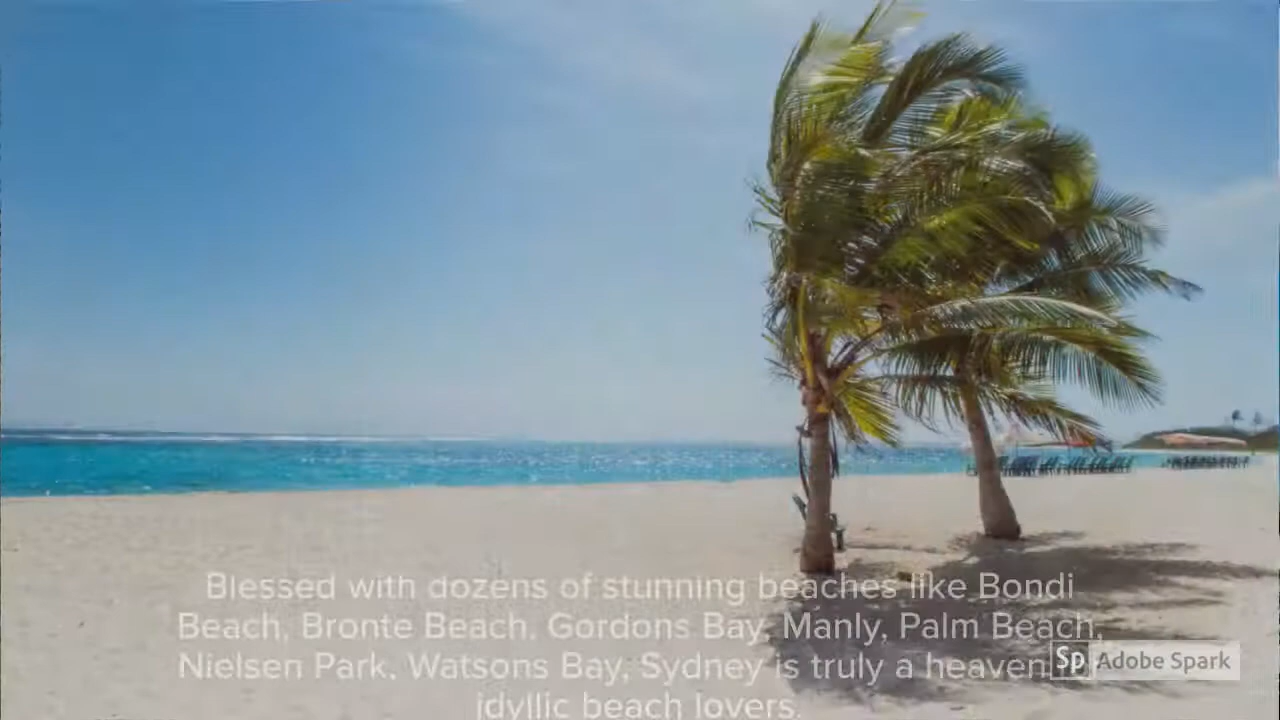 Blessed with dozens of stunning beaches like Bondi
Beach, Bronte Beach, Gordons Bay, Manly, Palm Beach,
Nielsen Park, Watsons Bay, Sydney is truly a heaven
idyllic beach lovers.
Sp Adobe Spark